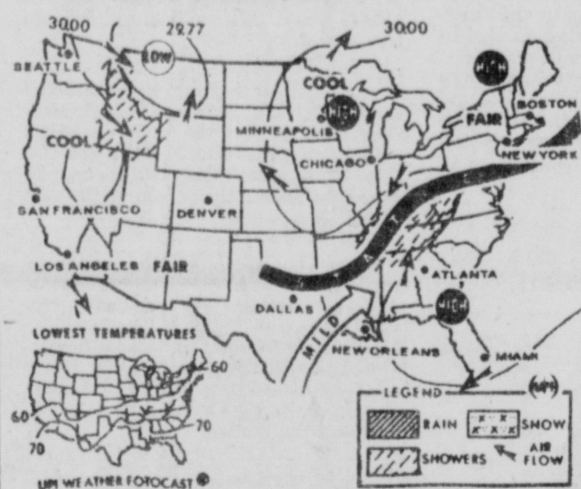 30.00
29.77
30.00
SEATTLE
LOW
COOL
HIGH
HIGH
MINNEAPOLIS
FAIR
BOSTON
COOL
CHICAGO
NEW YORK
SAN FRANCISCO
DENVER
LOS ANGELES
FAIR
ATLANTA
DALLAS
HIGH
MILD
LOWEST TEMPERATURES
NEW ORLEANS
MIAMI
60
60
70
70
LEGEND
(UPI)
RAIN
SNOW
SHOWERS
AIR
FLOW
UPI WEATHER FOTOCAST ©